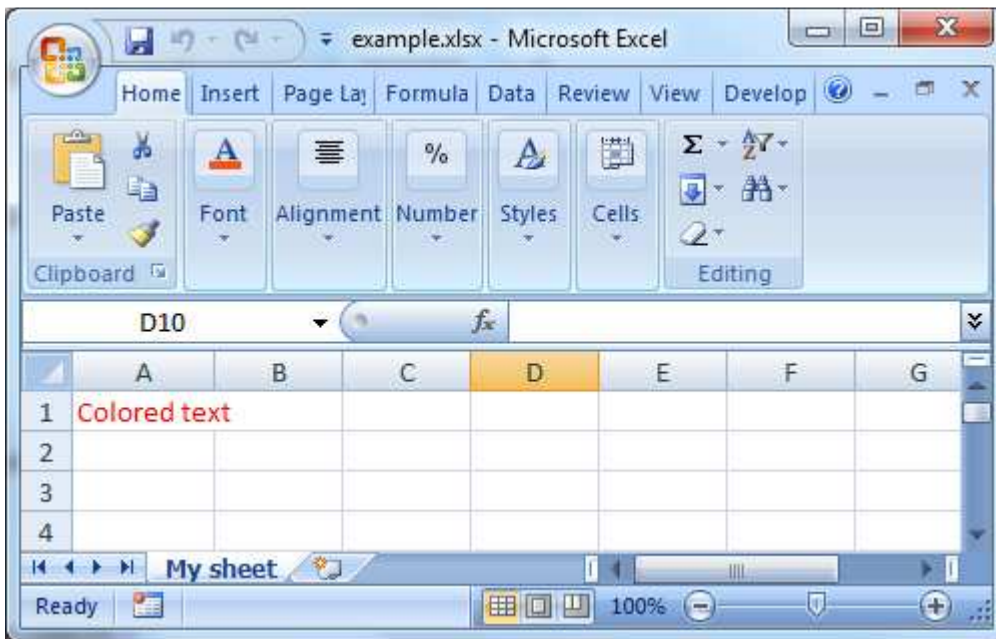 example.xlsx - Microsoft Excel
Home Insert Page Lay Formula Data Review View Develop
Paste Font Alignment Number Styles Cells Σ
% A
Clipboard Editing
D10 fx
A B C D E F G
1 Colored text
2
3
4
My sheet
Ready 100%